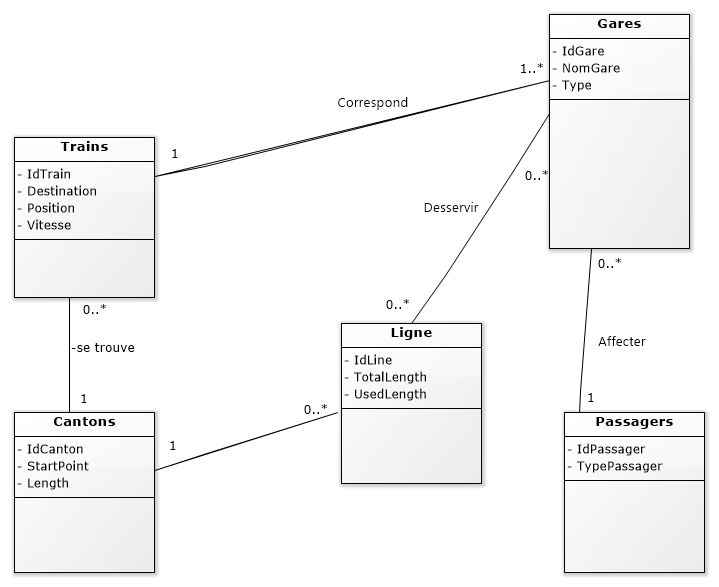 Gares
- IdGare
- NomGare
- Type
1..*
Correspond
1
Trains
- IdTrain
- Destination
- Position
- Vitesse
0..*
Desservir
0..*
0..*
0..*
-se trouve
1
Affecter
1
Ligne
- IdLine
- TotalLength
- UsedLength
0..*
1
Cantons
- IdCanton
- StartPoint
- Length
Passagers
- IdPassager
- TypePassager